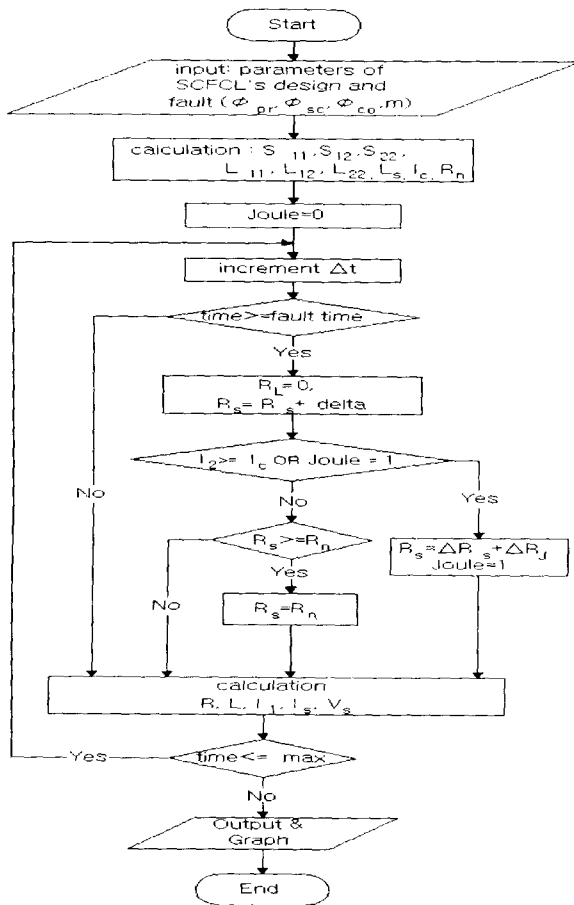 Start
input: parameters of
SCFCL's design and
fault (Φpr, Φsc, Φco, m)
calculation : S11, S12, S22,
L11, L12, L22, Ls, Ic, Rn
Joule=0
increment Δt
time>=fault time
Yes
RL=0,
Rs= Rs+ delta
I2>= Ic OR Joule = 1
No
No
Yes
Rs>=Rn
Rs=ΔRs+ΔRJ
Joule=1
Yes
No
Rs=Rn
calculation
R, L, I1, Is, Vs
Yes
time<= max
No
Output &
Graph
End